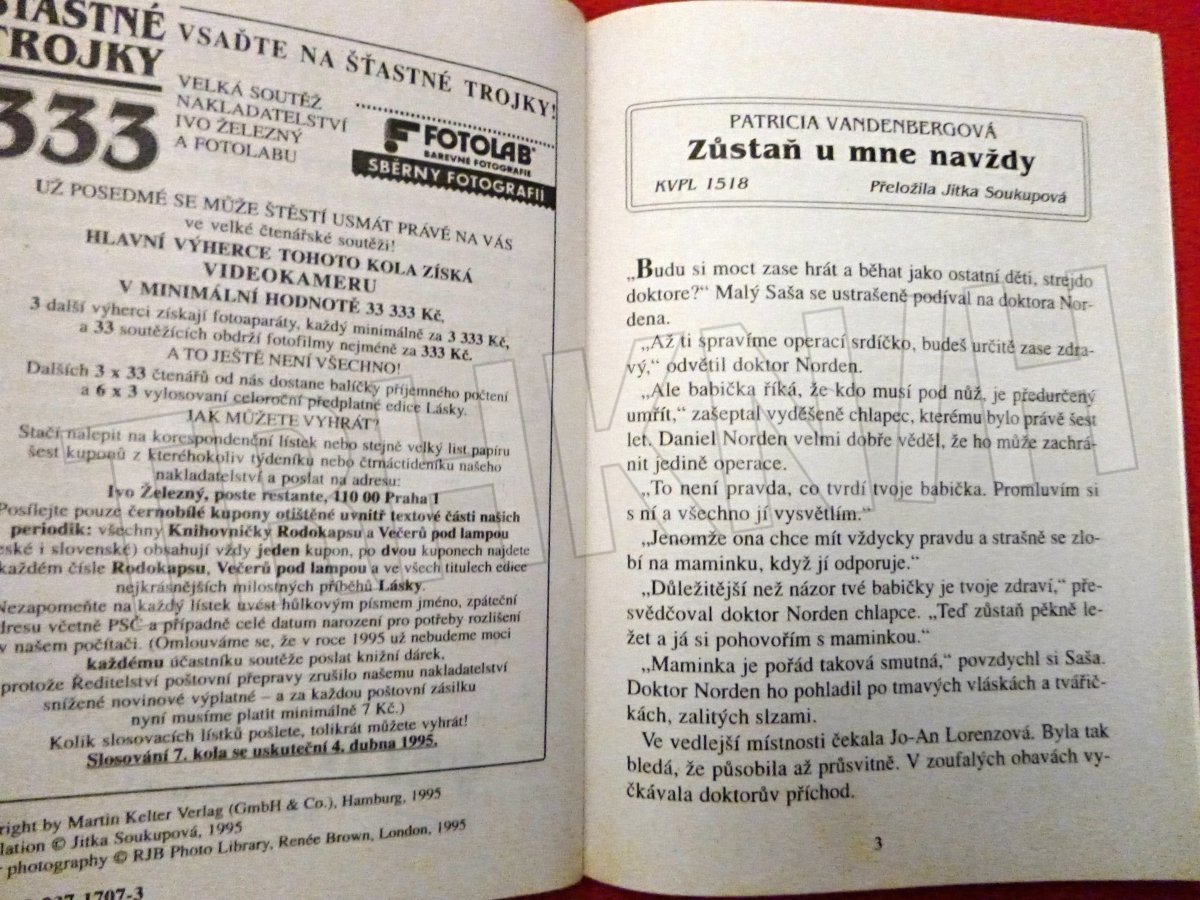 ŠŤASTNÉ
TROJKY
333
VSAĎTE NA ŠŤASTNÉ TROJKY!
VELKÁ SOUTĚŽ
NAKLADATELSTVÍ
IVO ŽELEZNÝ
A FOTOLABU
FOTOLAB
BAREVNÉ FOTOGRAFIE
SBĚRNY FOTOGRAFIÍ
UŽ POSEDMÉ SE MŮŽE ŠTĚSTÍ USMÁT PRÁVĚ NA VÁS
ve velké čtenářské soutěži!
HLAVNÍ VÝHERCE TOHOTO KOLA ZÍSKÁ
VIDEOKAMERU
V MINIMÁLNÍ HODNOTĚ 33 333 Kč,
3 další výherci získají fotoaparáty, každý minimálně za 3 333 Kč,
a 33 soutěžících obdrží fotofilmy nejméně za 333 Kč.
A TO JEŠTĚ NENÍ VŠECHNO!
Dalších 3 x 33 čtenářů od nás dostane balíčky příjemného počtení
a 6 x 3 vylosovaní celoroční předplatné edice Lásky.
JAK MŮŽETE VYHRÁT?
Stačí nalepit na korespondenční lístek nebo stejně velký list papíru
šest kuponů z kteréhokoliv týdeníku nebo čtrnáctideníku našeho
nakladatelství a poslat na adresu:
Ivo Železný, poste restante, 110 00 Praha 1
Posílejte pouze černobílé kupony otištěné uvnitř textové části našich
periodik: všechny Knihovničky Rodokapsu a Večerů pod lampou
české i slovenské) obsahují vždy jeden kupon, po dvou kuponech najdete
každém čísle Rodokapsu, Večerů pod lampou a ve všech titulech edice
nejkrásnějších milostných příběhů Lásky.
Nezapomeňte na každý lístek uvést hůlkovým písmem jméno, zpáteční
adresu včetně PSČ a případně celé datum narození pro potřeby rozlišení
v našem počítači. (Omlouváme se, že v roce 1995 už nebudeme moci
každému účastníku soutěže poslat knižní dárek,
protože Ředitelství poštovní přepravy zrušilo našemu nakladatelství
snížené novinové výplatné – a za každou poštovní zásilku
nyní musíme platit minimálně 7 Kč.)
Kolik slosovacích lístků pošlete, tolikrát můžete vyhrát!
Slosování 7. kola se uskuteční 4. dubna 1995.
right by Martin Kelter Verlag (GmbH & Co.), Hamburg, 1995
lation © Jitka Soukupová, 1995
photography © RJB Photo Library, Renée Brown, London, 1995
237-1707-3
PATRICIA VANDENBERGOVÁ
Zůstaň u mne navždy
KVPL 1518 Přeložila Jitka Soukupová
„Budu si moct zase hrát a běhat jako ostatní děti, strejdo
doktore?“ Malý Saša se ustrašeně podíval na doktora Nor-
dena.
„Až ti spravíme operací srdíčko, budeš určitě zase zdra-
vý,“ odvětil doktor Norden.
„Ale babička říká, že kdo musí pod nůž, je předurčený
umřít,“ zašeptal vyděšeně chlapec, kterému bylo právě šest
let. Daniel Norden velmi dobře věděl, že ho může zachrá-
nit jedině operace.
„To není pravda, co tvrdí tvoje babička. Promluvím si
s ní a všechno jí vysvětlím.“
„Jenomže ona chce mít vždycky pravdu a strašně se zlo-
bí na maminku, když jí odporuje.“
„Důležitější než názor tvé babičky je tvoje zdraví,“ pře-
svědčoval doktor Norden chlapce. „Teď zůstaň pěkně le-
žet a já si pohovořím s maminkou.“
„Maminka je pořád taková smutná,“ povzdychl si Saša.
Doktor Norden ho pohladil po tmavých vláskách a tvářič-
kách, zalitých slzami.
Ve vedlejší místnosti čekala Jo-An Lorenzová. Byla tak
bledá, že působila až průsvitně. V zoufalých obavách vy-
čkávala doktorův příchod.
3